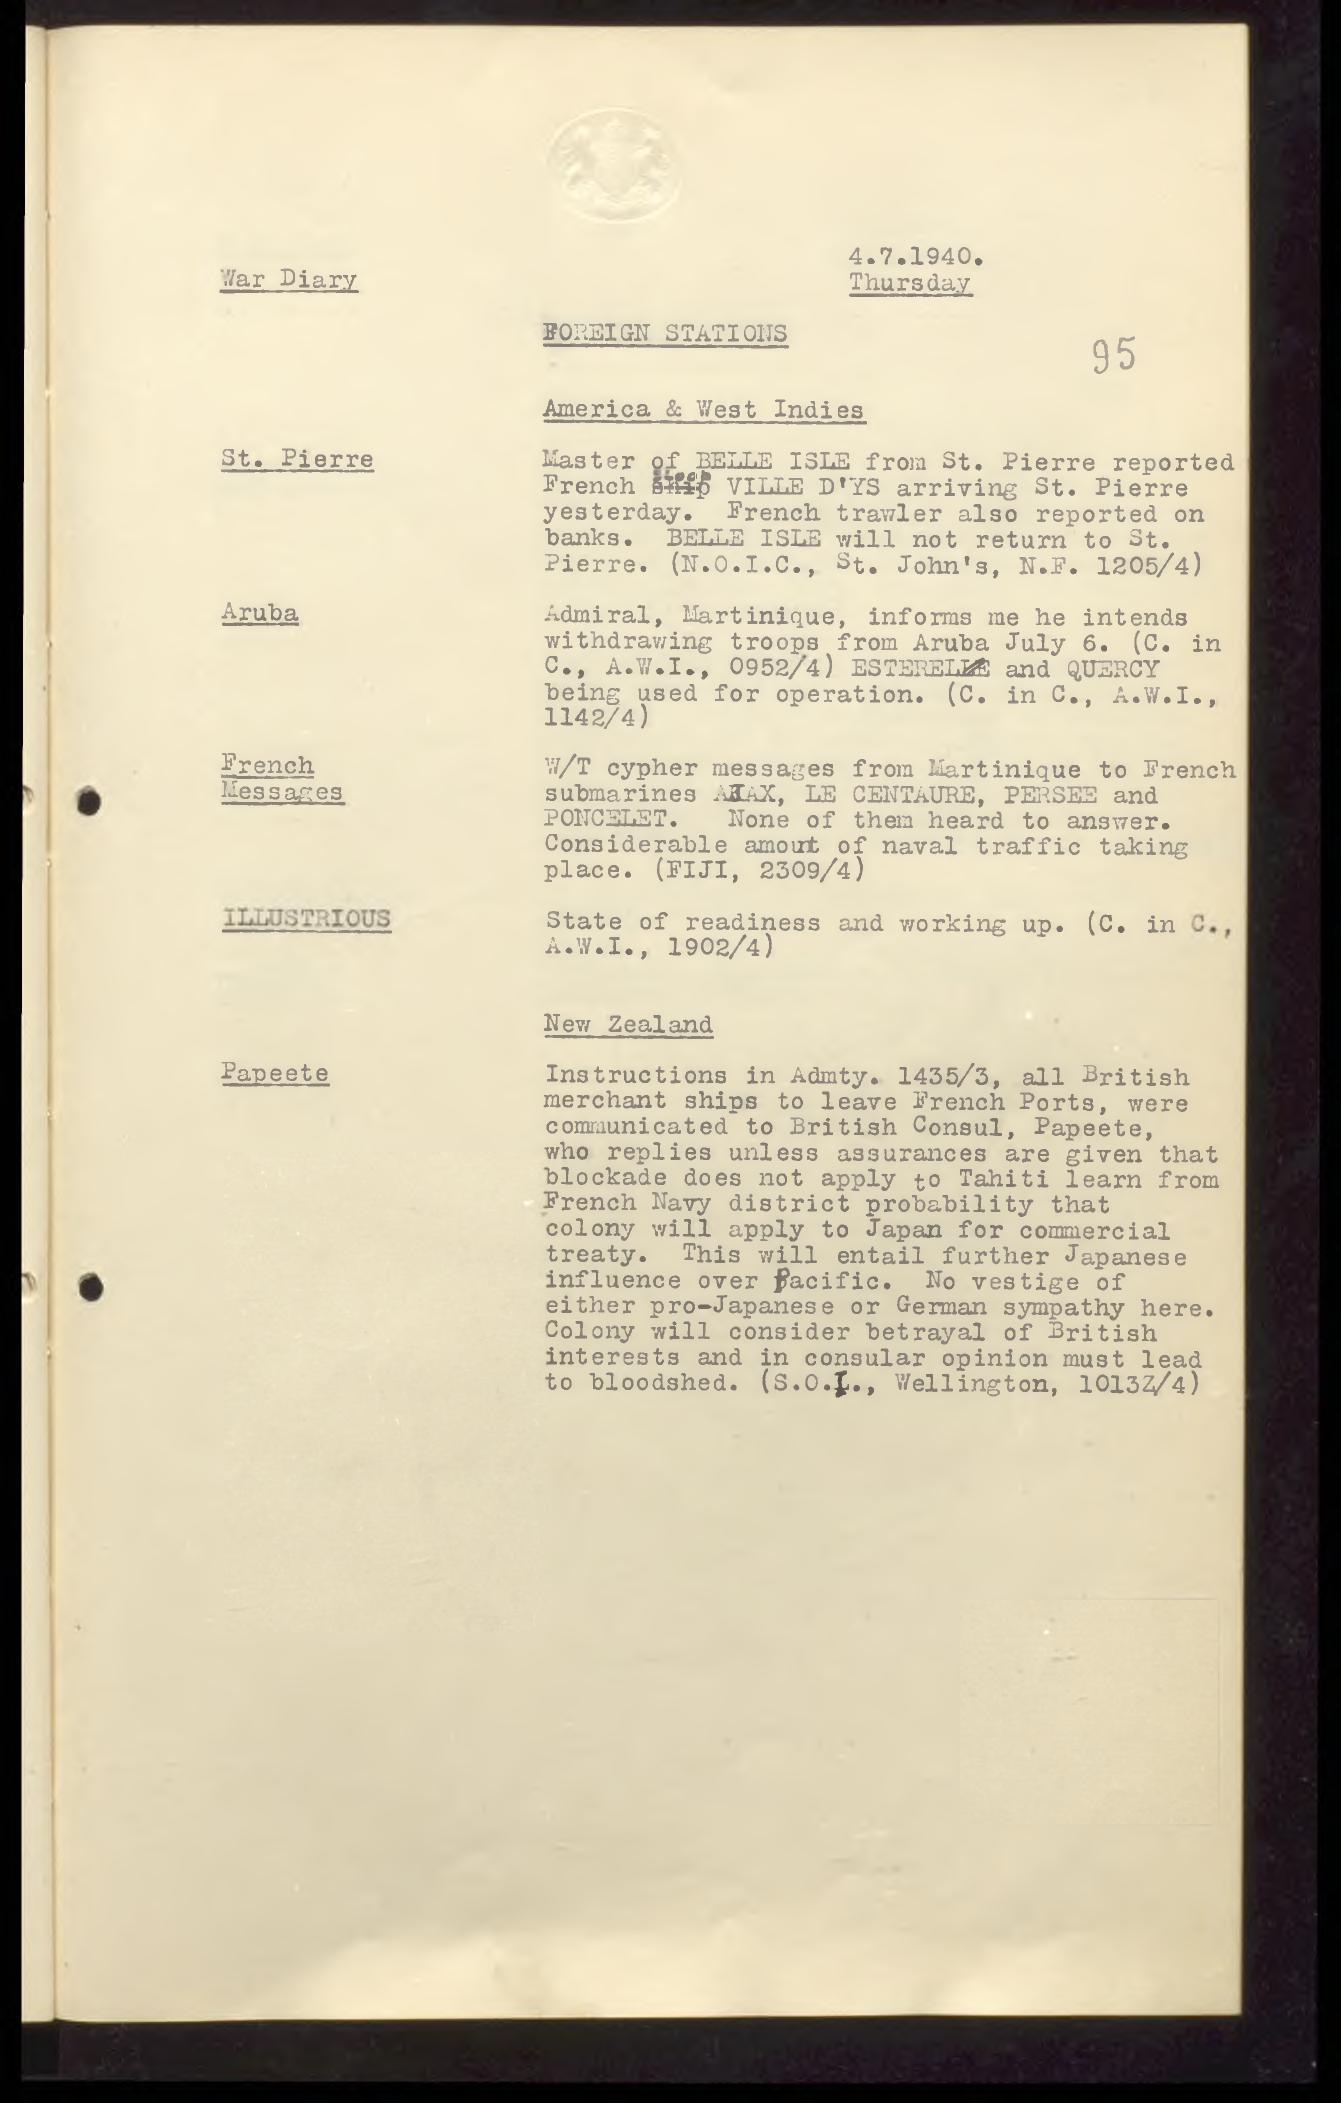 4.7.1940.
War Diary
Thursday
FOREIGN STATIONS
95
America & West Indies
St. Pierre
Master of BELLE ISLE from St. Pierre reported
French sloop VILLE D'YS arriving St. Pierre
yesterday. French trawler also reported on
banks. BELLE ISLE will not return to St.
Pierre. (N.O.I.C., St. John's, N.F. 1205/4)
Aruba
Admiral, Martinique, informs me he intends
withdrawing troops from Aruba July 6. (C. in
C., A.W.I., 0952/4) ESTERELLE and QUERCY
being used for operation. (C. in C., A.W.I.,
1142/4)
French
Messages
W/T cypher messages from Martinique to French
submarines AJAX, LE CENTAURE, PERSEE and
PONCELET. None of them heard to answer.
Considerable amout of naval traffic taking
place. (FIJI, 2309/4)
ILLUSTRIOUS
State of readiness and working up. (C. in C.,
A.W.I., 1902/4)
New Zealand
Papeete
Instructions in Admty. 1435/3, all British
merchant ships to leave French Ports, were
communicated to British Consul, Papeete,
who replies unless assurances are given that
blockade does not apply to Tahiti learn from
French Navy district probability that
colony will apply to Japan for commercial
treaty. This will entail further Japanese
influence over Pacific. No vestige of
either pro-Japanese or German sympathy here.
Colony will consider betrayal of British
interests and in consular opinion must lead
to bloodshed. (S.O.I., Wellington, 1013Z/4)